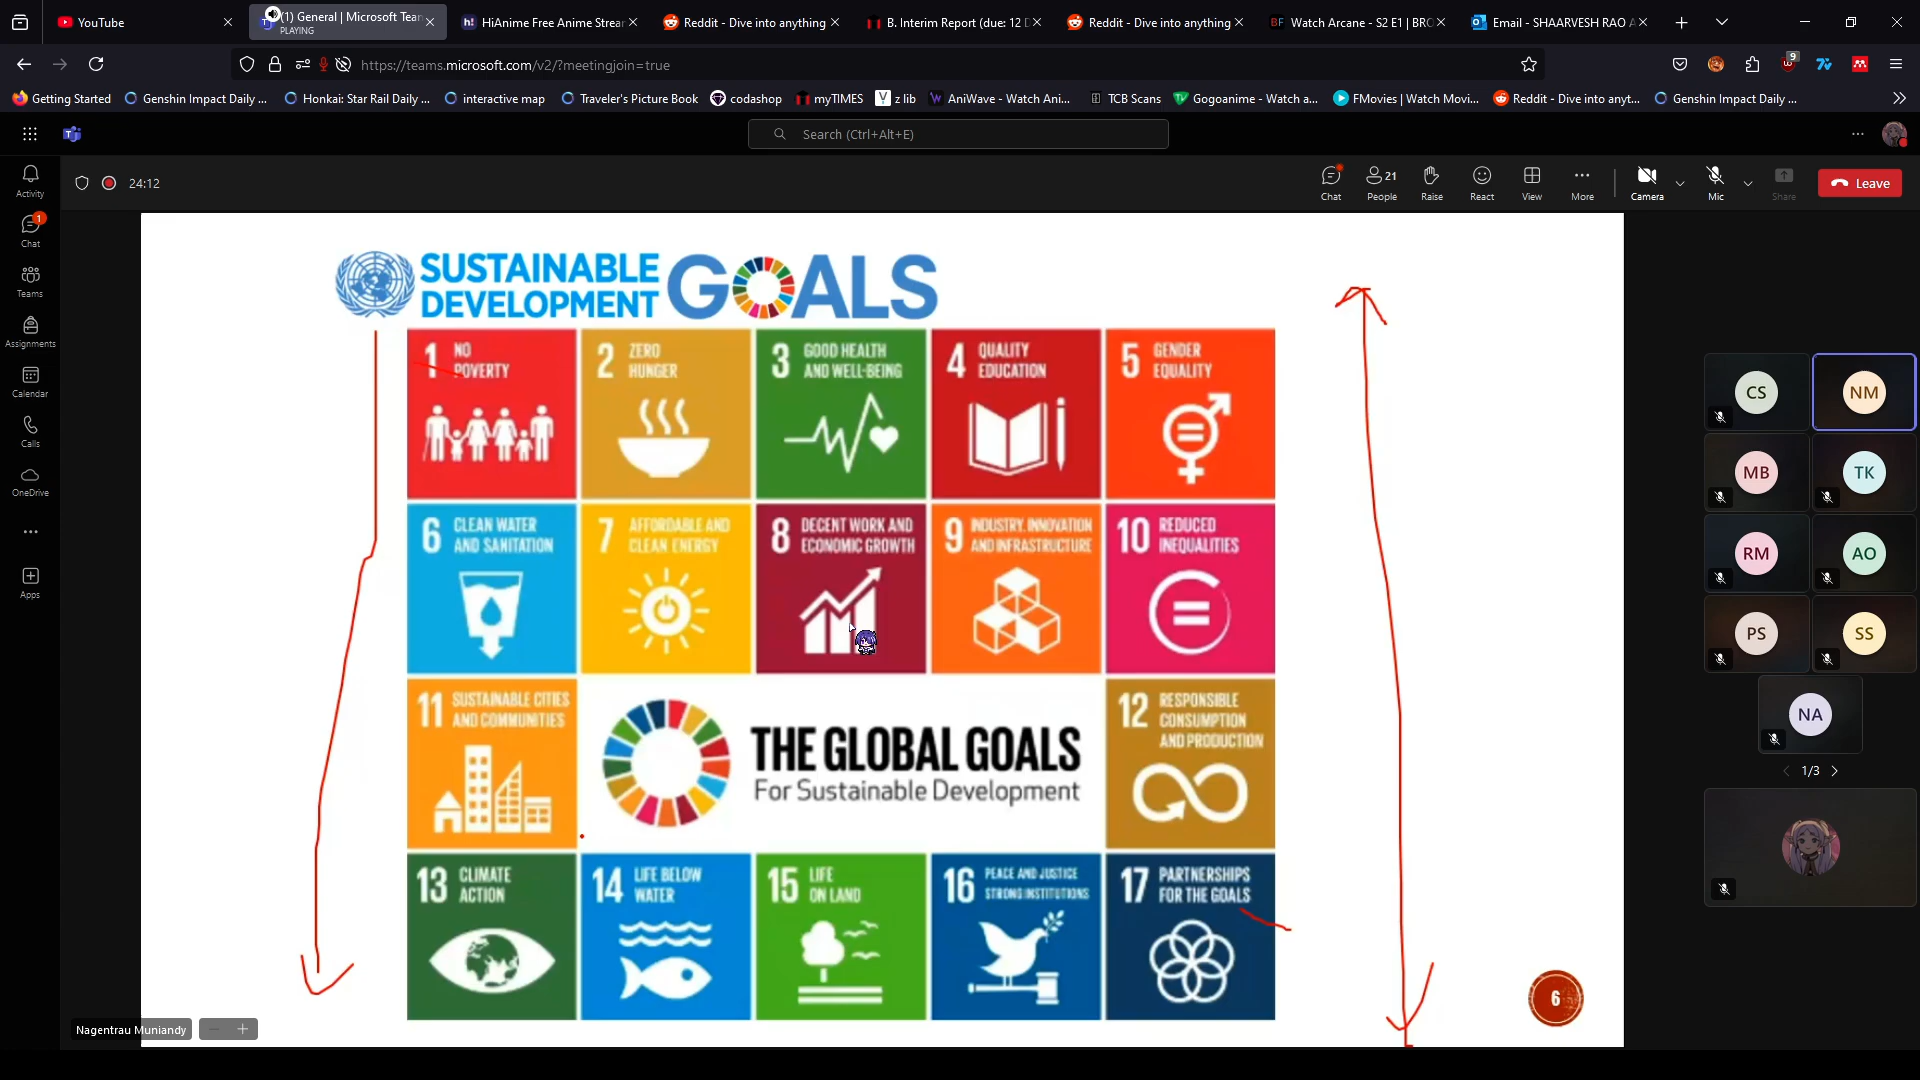 YouTube
(1) General | Microsoft Team
PLAYING
HiAnime Free Anime Strear
Reddit - Dive into anything
B. Interim Report (due: 12 D
Reddit - Dive into anything
Watch Arcane - S2 E1 | BRO
Email - SHAARVESH RAO A
https://teams.microsoft.com/v2/?meetingjoin=true
9
Getting Started
Genshin Impact Daily ...
Honkai: Star Rail Daily ...
interactive map
Traveler's Picture Book
codashop
myTIMES
z lib
AniWave - Watch Ani...
TCB Scans
Gogoanime - Watch a...
FMovies | Watch Movi...
Reddit - Dive into anyt...
Genshin Impact Daily ...
Search (Ctrl+Alt+E)
Activity
1
Chat
Teams
Assignments
Calendar
Calls
OneDrive
Apps
24:12
Chat
21
People
Raise
React
View
More
Camera
Mic
Share
Leave
SUSTAINABLE
DEVELOPMENT
GOALS
1 NO
POVERTY
2 ZERO
HUNGER
3 GOOD HEALTH
AND WELL-BEING
4 QUALITY
EDUCATION
5 GENDER
EQUALITY
6 CLEAN WATER
AND SANITATION
7 AFFORDABLE AND
CLEAN ENERGY
8 DECENT WORK AND
ECONOMIC GROWTH
9 INDUSTRY, INNOVATION
AND INFRASTRUCTURE
10 REDUCED
INEQUALITIES
11 SUSTAINABLE CITIES
AND COMMUNITIES
THE GLOBAL GOALS
For Sustainable Development
12 RESPONSIBLE
CONSUMPTION
AND PRODUCTION
13 CLIMATE
ACTION
14 LIFE BELOW
WATER
15 LIFE
ON LAND
16 PEACE AND JUSTICE
STRONG INSTITUTIONS
17 PARTNERSHIPS
FOR THE GOALS
6
Nagentrau Muniandy
CS
NM
MB
TK
RM
AO
PS
SS
NA
1/3